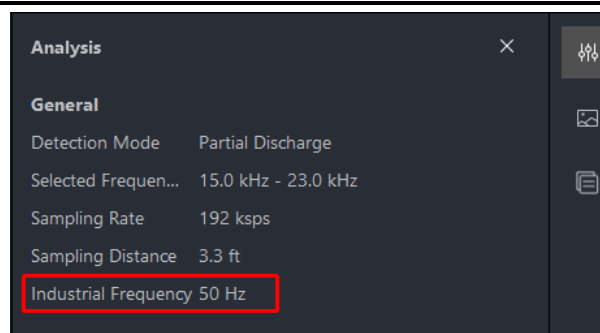 Analysis
General
Detection Mode Partial Discharge
Selected Frequen... 15.0 kHz - 23.0 kHz
Sampling Rate 192 ksps
Sampling Distance 3.3 ft
Industrial Frequency 50 Hz